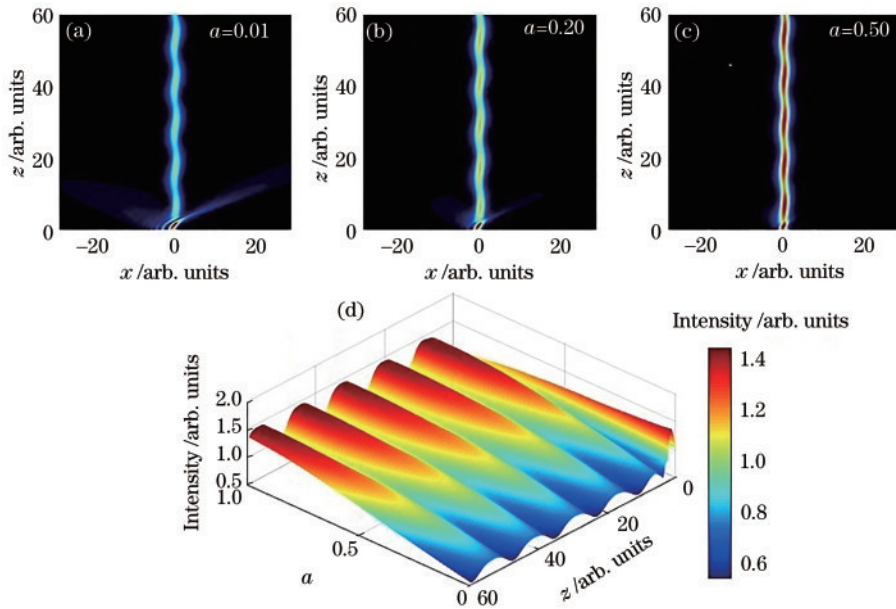 (a)
a=0.01
60
40
20
0
z /arb. units
−20
0
20
x /arb. units
(b)
a=0.20
60
40
20
0
z /arb. units
−20
0
20
x /arb. units
(c)
a=0.50
60
40
20
0
z /arb. units
−20
0
20
x /arb. units
(d)
Intensity /arb. units
2.0
1.5
1.0
0.5
1.0
0.5
0
a
60
40
20
0
z /arb. units
Intensity /arb. units
1.4
1.2
1.0
0.8
0.6